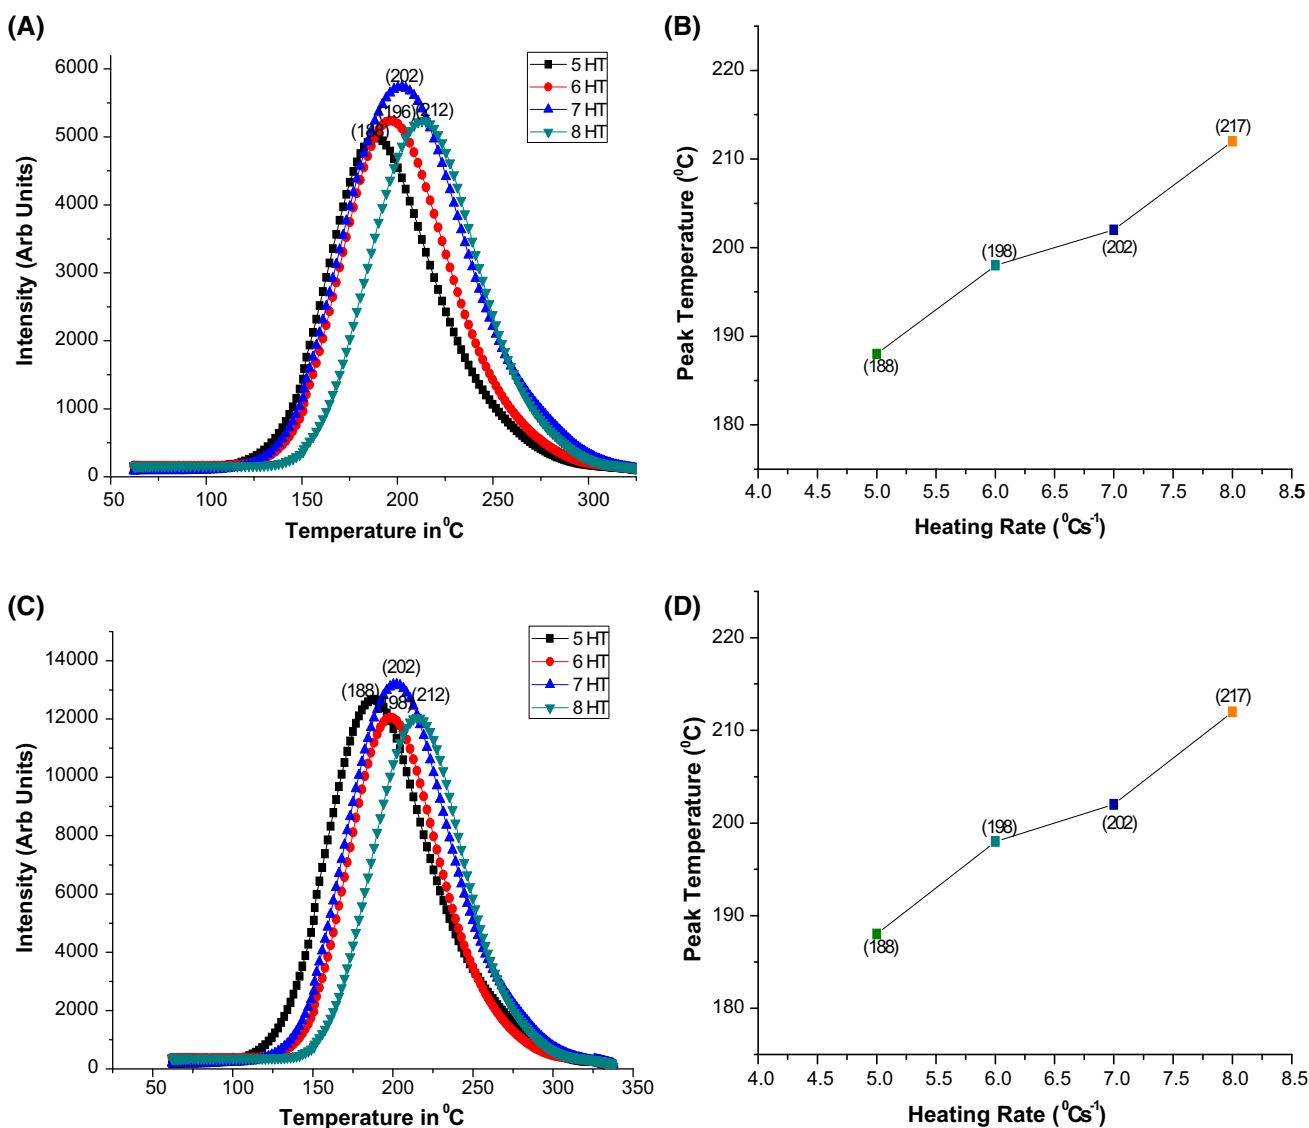 (A)
(202)
(196)
(212)
(188)
5 HT
6 HT
7 HT
8 HT
6000
5000
4000
3000
2000
1000
0
50 100 150 200 250 300
Intensity (Arb Units)
Temperature in ⁰C
(B)
(217)
(198)
(202)
(188)
220
210
200
190
180
4.0 4.5 5.0 5.5 6.0 6.5 7.0 7.5 8.0 8.5
Peak Temperature (⁰C)
Heating Rate (⁰Cs⁻¹)
(C)
(202)
(188)
(212)
(198)
5 HT
6 HT
7 HT
8 HT
14000
12000
10000
8000
6000
4000
2000
0
50 100 150 200 250 300 350
Intensity (Arb Units)
Temperature in ⁰C
(D)
(217)
(198)
(202)
(188)
220
210
200
190
180
4.0 4.5 5.0 5.5 6.0 6.5 7.0 7.5 8.0 8.5
Peak Temperature (⁰C)
Heating Rate (⁰Cs⁻¹)